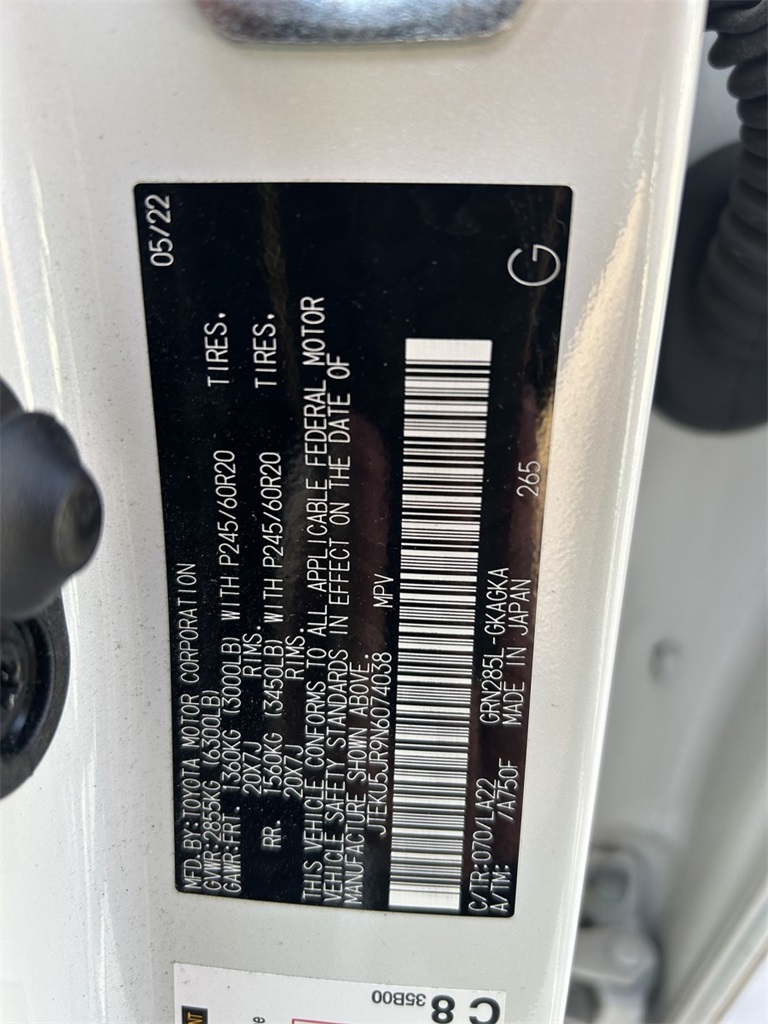 MFD.BY:TOYOTA MOTOR CORPORATION 05/22
GVWR:2855KG (6300LB)
GAWR:FRT. 1360KG (3000LB) WITH P245/60R20 TIRES.
20X7J RIMS.
RR. 1560KG (3450LB) WITH P245/60R20 TIRES.
20X7J RIMS.
THIS VEHICLE CONFORMS TO ALL APPLICABLE FEDERAL MOTOR
VEHICLE SAFETY STANDARDS IN EFFECT ON THE DATE OF
MANUFACTURE SHOWN ABOVE.
JTEKU5JR9N6074038 MPV
C/TR:070/LA22 GRN285L-GKAGKA 265 G
A/TM: /A750F MADE IN JAPAN
C 8
35B00